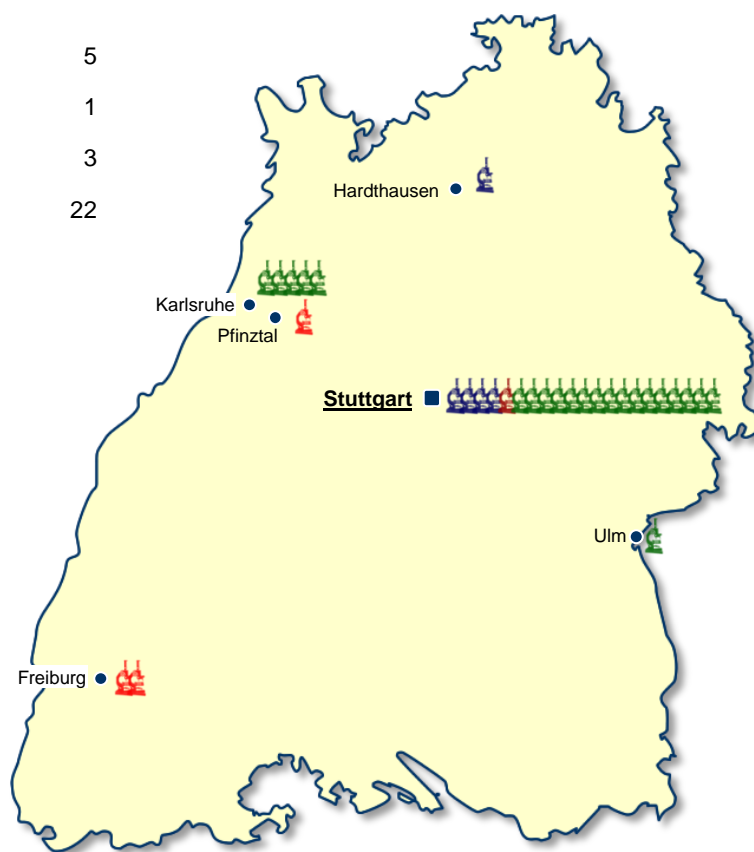 5
1
3
22
Hardthausen
Karlsruhe
Pfinztal
Stuttgart
Ulm
Freiburg